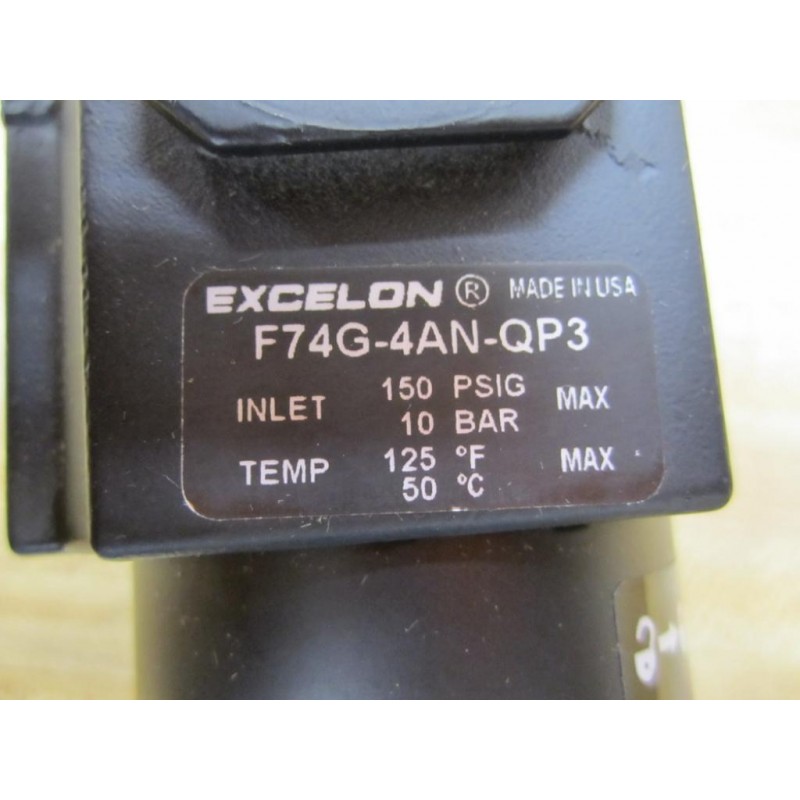 EXCELON ® MADE IN USA
F74G-4AN-QP3
INLET 150 PSIG 10 BAR MAX
TEMP 125 °F 50 °C MAX